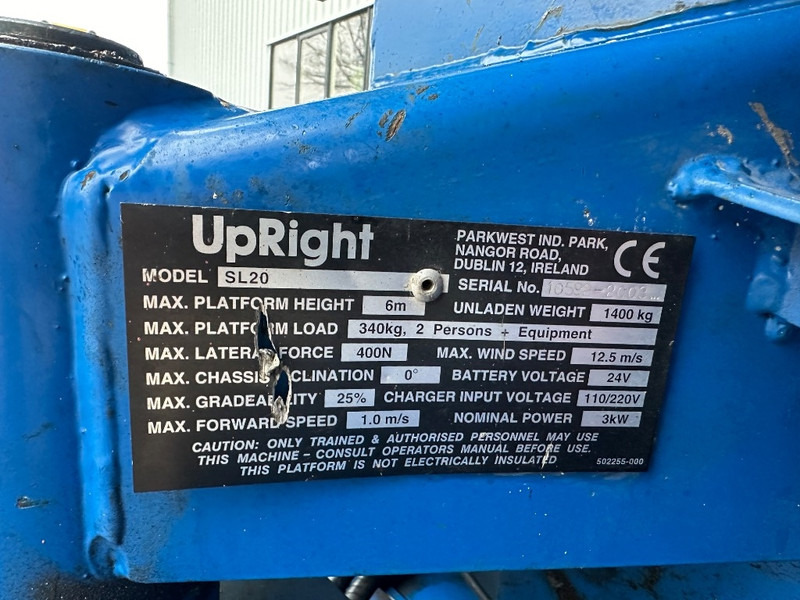 UpRight
PARKWEST IND. PARK,
NANGOR ROAD,
DUBLIN 12, IRELAND
CE
MODEL SL20
SERIAL No.
MAX. PLATFORM HEIGHT 6m
UNLADEN WEIGHT 1400 kg
MAX. PLATFORM LOAD 340kg, 2 Persons + Equipment
MAX. LATERAL FORCE 400N
MAX. WIND SPEED 12.5 m/s
MAX. CHASSIS INCLINATION 0°
BATTERY VOLTAGE 24V
MAX. GRADEABILITY 25%
CHARGER INPUT VOLTAGE 110/220V
MAX. FORWARD SPEED 1.0 m/s
NOMINAL POWER 3kW
CAUTION: ONLY TRAINED & AUTHORISED PERSONNEL MAY USE
THIS MACHINE – CONSULT OPERATORS MANUAL BEFORE USE.
THIS PLATFORM IS NOT ELECTRICALLY INSULATED
502255-000